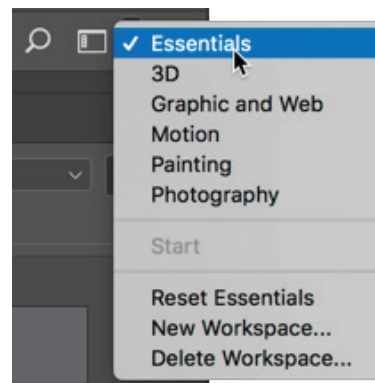 Essentials
3D
Graphic and Web
Motion
Painting
Photography
Start
Reset Essentials
New Workspace...
Delete Workspace...